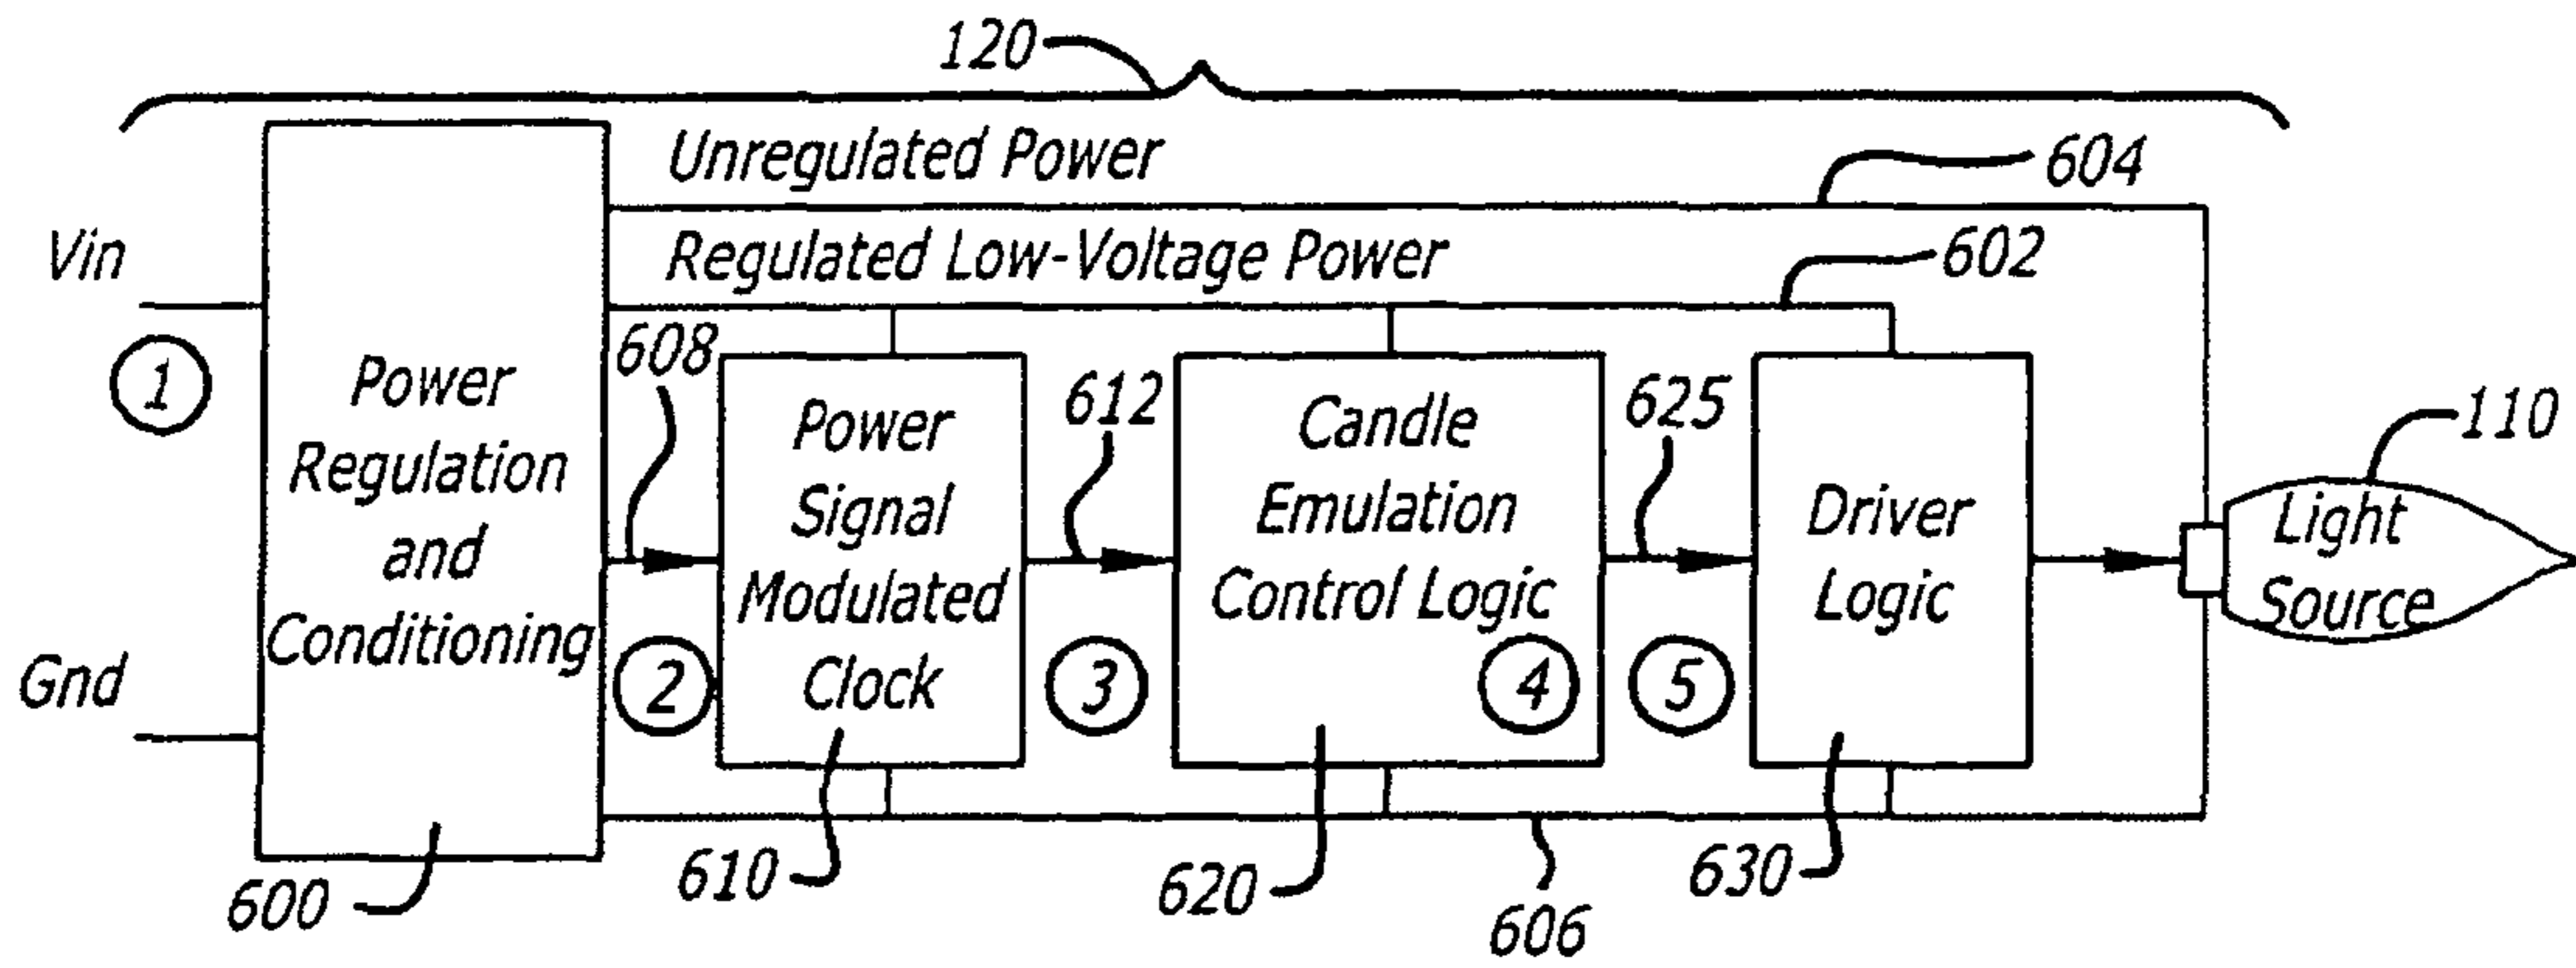 120
Unregulated Power
604
Regulated Low-Voltage Power
602
Vin
1
Gnd
Power
Regulation
and
Conditioning
600
608
2
Power
Signal
Modulated
Clock
610
612
3
Candle
Emulation
Control Logic
4
620
625
5
Driver
Logic
630
606
110
Light
Source